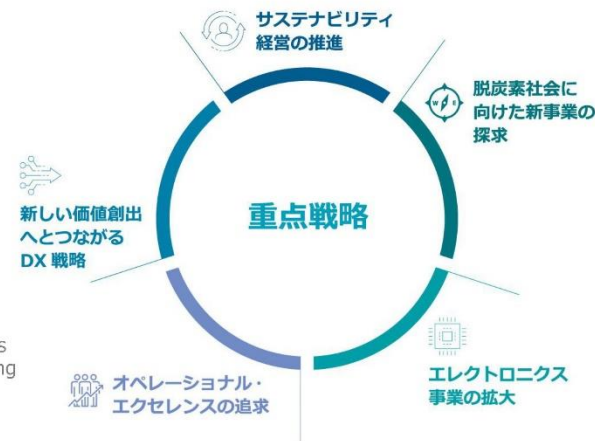 サステナビリティ
経営の推進
脱炭素社会に
向けた新事業の
探求
W
E
重点戦略
新しい価値創出
へとつながる
DX 戦略
エレクトロニクス
事業の拡大
オペレーショナル・
エクセレンスの追求
s
ng